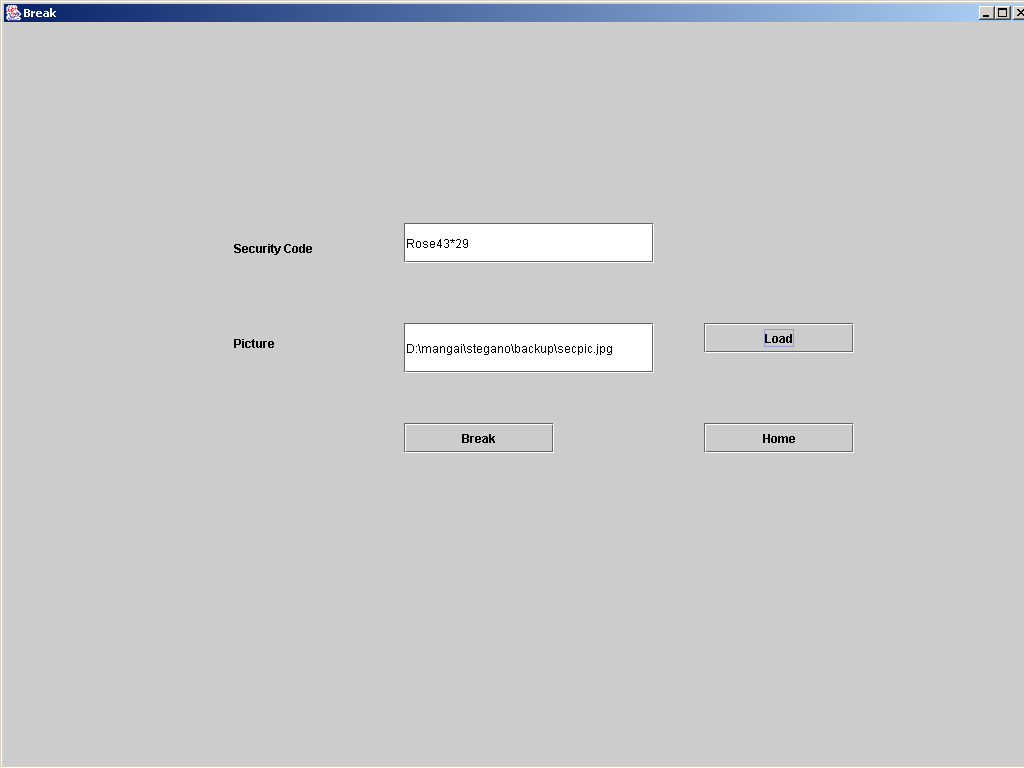 Break
Security Code
Rose43*29
Picture
D:\mangai\stegano\backup\secpic.jpg
Load
Break
Home